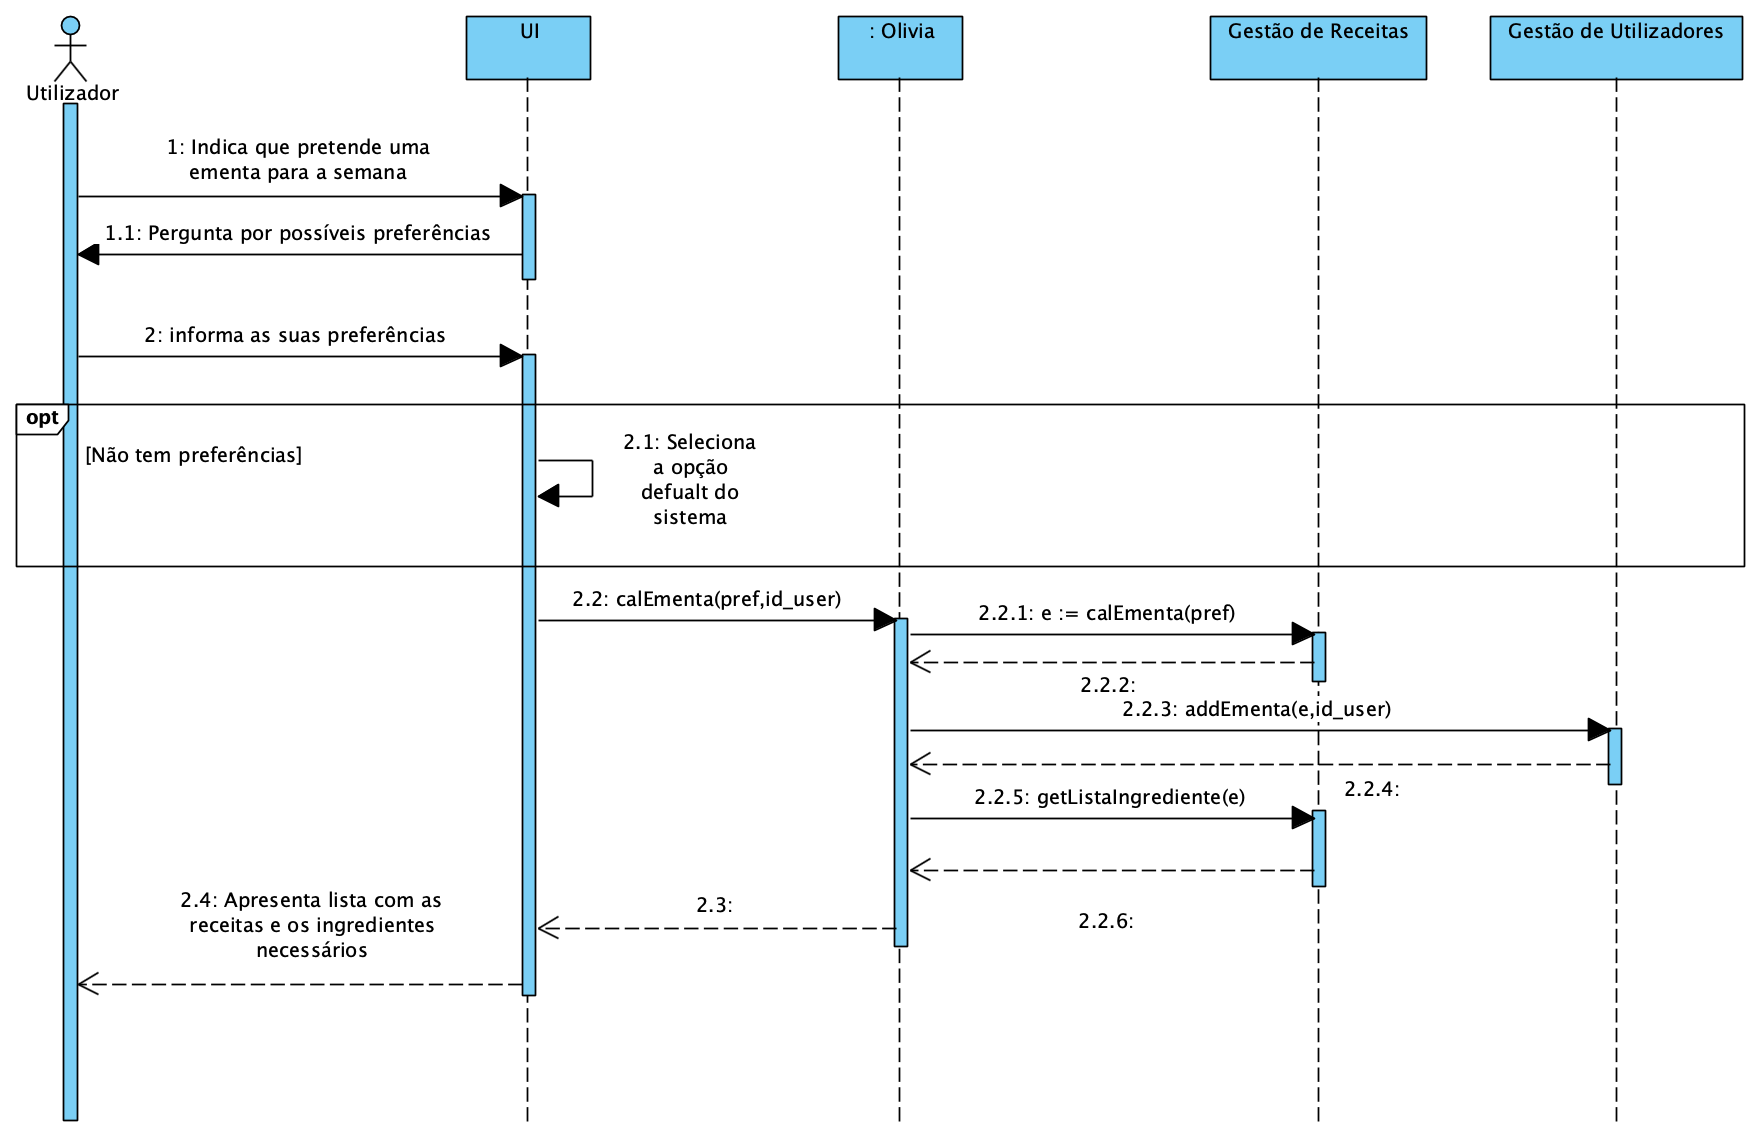 UI
: Olivia
Gestão de Receitas
Gestão de Utilizadores
Utilizador
1: Indica que pretende uma
ementa para a semana
1.1: Pergunta por possíveis preferências
2: informa as suas preferências
opt
[Não tem preferências]
2.1: Seleciona
a opção
defualt do
sistema
2.2: calEmenta(pref,id_user)
2.2.1: e := calEmenta(pref)
2.2.2:
2.2.3: addEmenta(e,id_user)
2.2.4:
2.2.5: getListaIngrediente(e)
2.2.6:
2.3:
2.4: Apresenta lista com as
receitas e os ingredientes
necessários